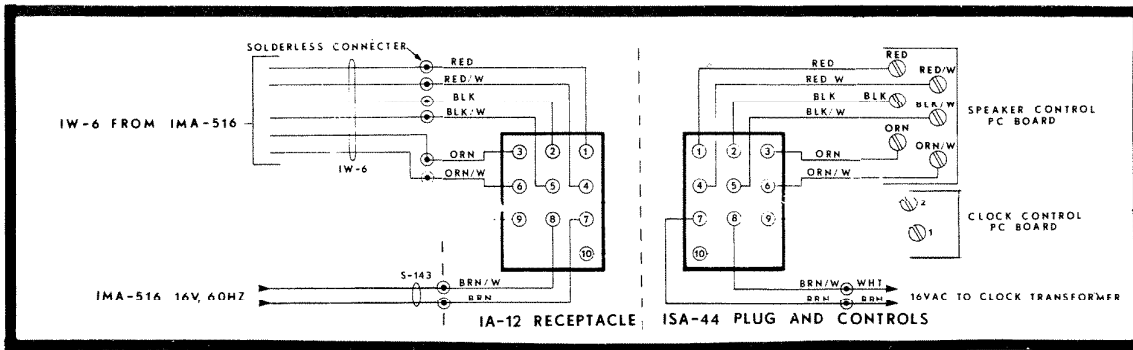 SOLDERLESS CONNECTER
RED
RED/W
BLK
BLK/W
IW-6 FROM IMA-516
IW-6
ORN
ORN/W
3 2 1
6 5 4
9 8 7
10
S-143
IMA-516 16V, 60HZ
BRN/W
BRN
IA-12 RECEPTACLE
RED
RED W
BLK
BLK/W
ORN
ORN/W
1 2 3
4 5 6
7 8 9
10
RED
RED/W
BLK
BLK/W
ORN
ORN/W
SPEAKER CONTROL
PC BOARD
2
1
CLOCK CONTROL
PC BOARD
BRN/W WHT
BRN BRN
16VAC TO CLOCK TRANSFORMER
ISA-44 PLUG AND CONTROLS